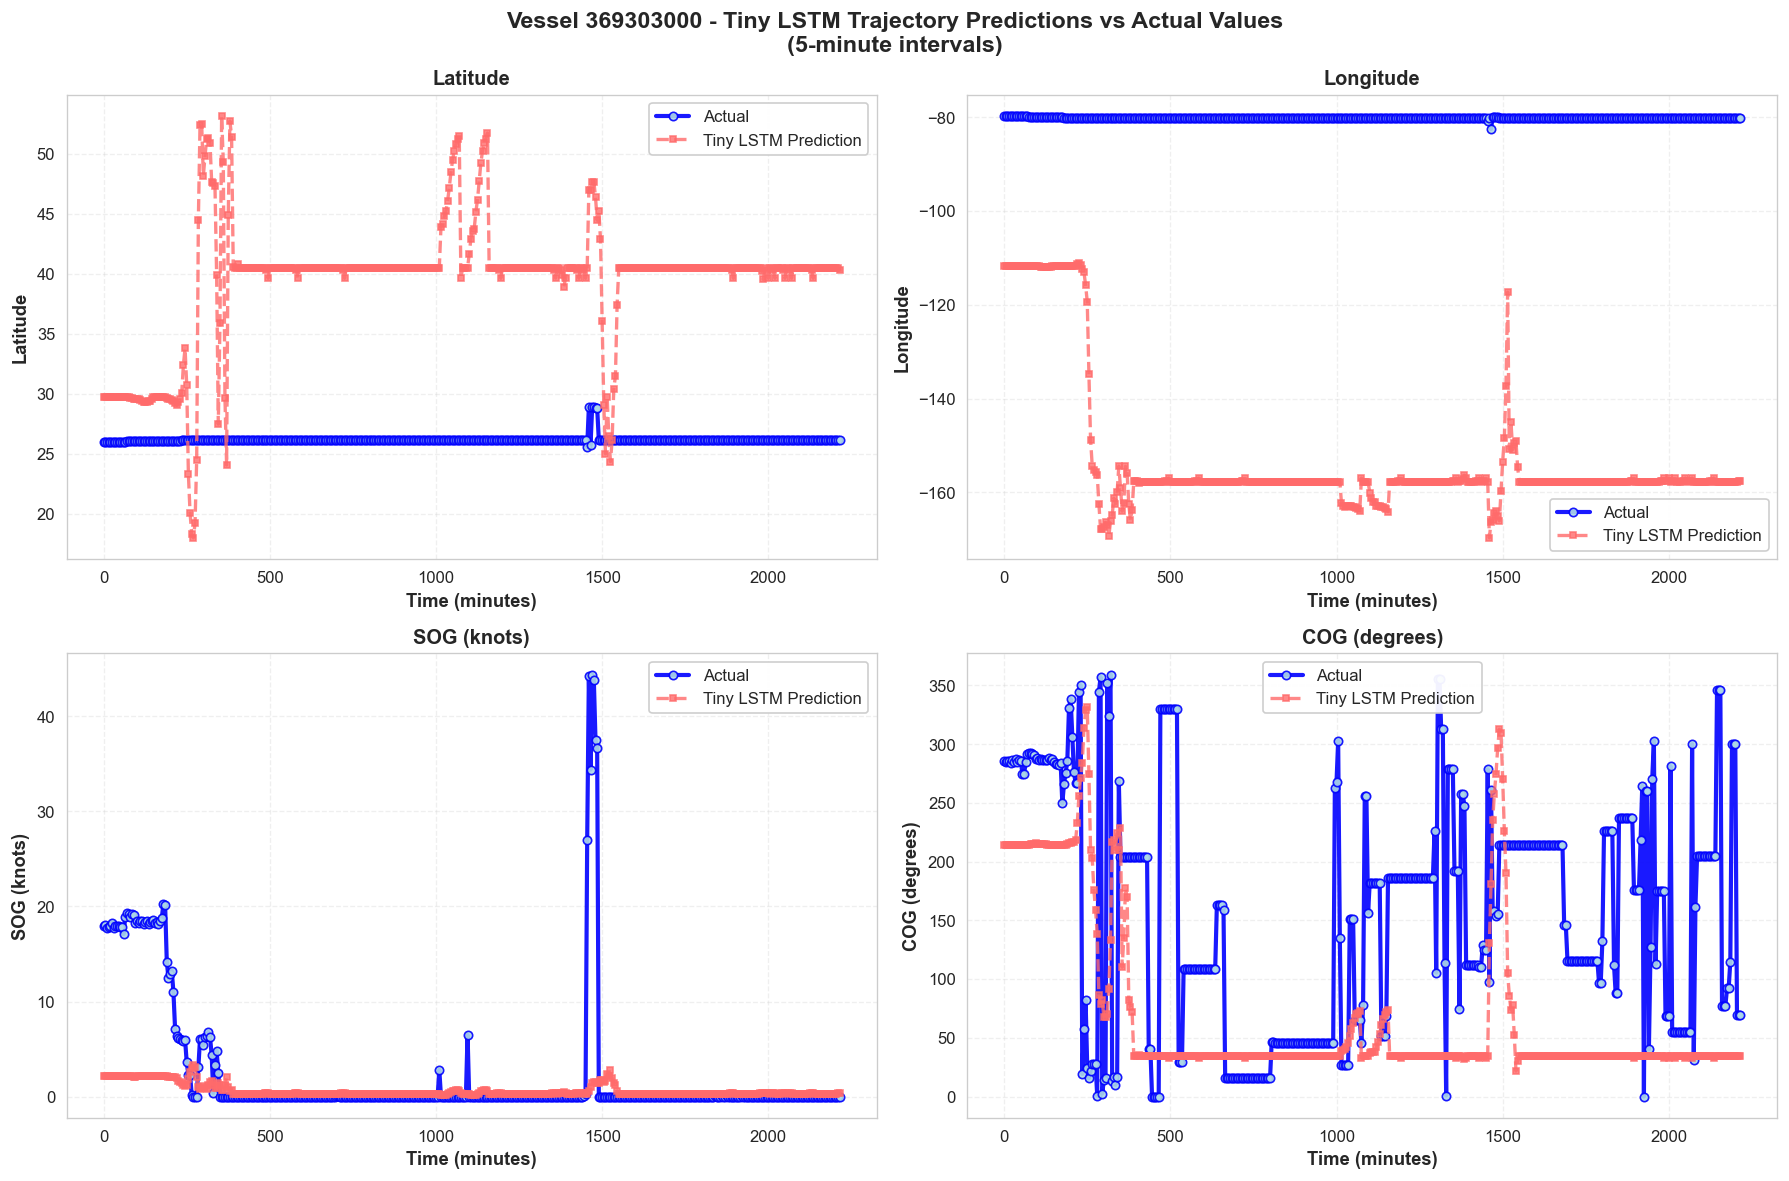 Vessel 369303000 - Tiny LSTM Trajectory Predictions vs Actual Values
(5-minute intervals)
Latitude
Latitude
50
45
40
35
30
25
20
Actual
Tiny LSTM Prediction
0 500 1000 1500 2000
Time (minutes)
Longitude
Longitude
−80
−100
−120
−140
−160
Actual
Tiny LSTM Prediction
0 500 1000 1500 2000
Time (minutes)
SOG (knots)
SOG (knots)
40
30
20
10
0
Actual
Tiny LSTM Prediction
0 500 1000 1500 2000
Time (minutes)
COG (degrees)
COG (degrees)
350
300
250
200
150
100
50
0
Actual
Tiny LSTM Prediction
0 500 1000 1500 2000
Time (minutes)